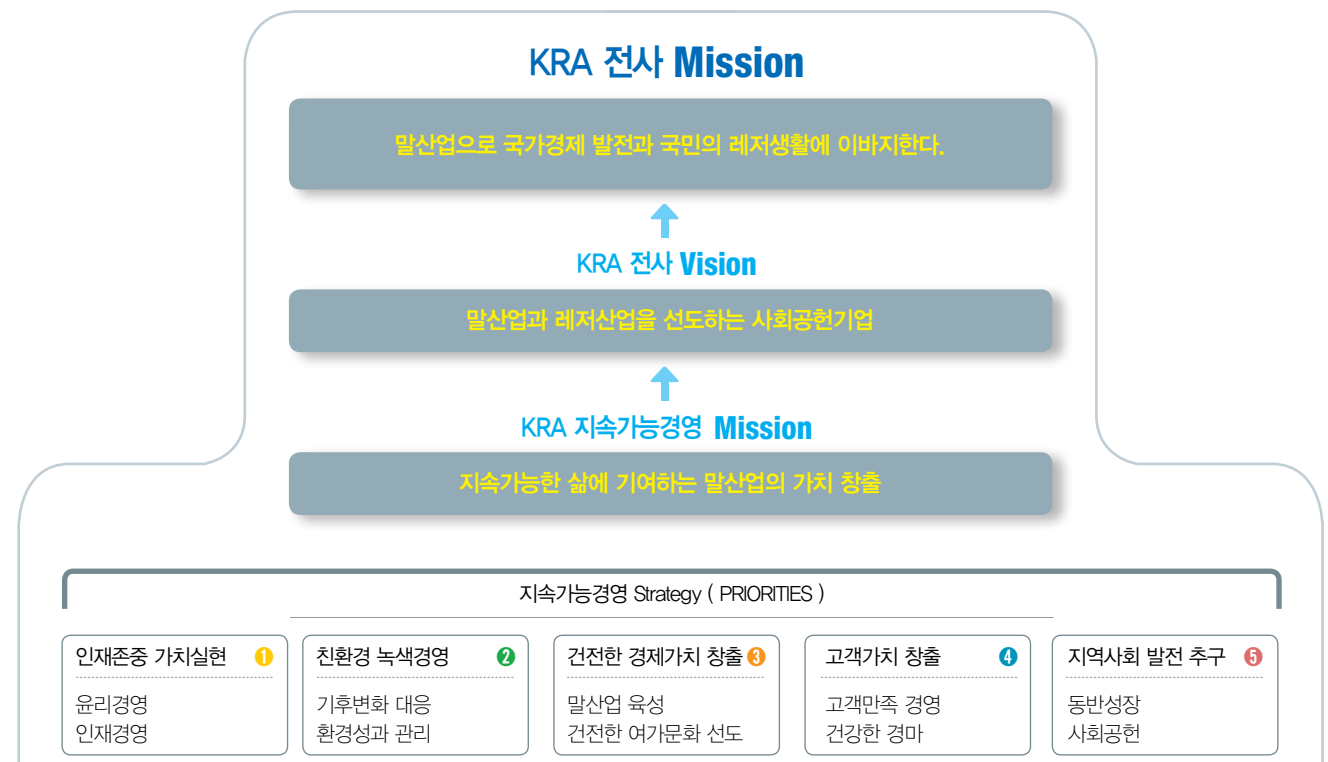 KRA 전사 Mission
말산업으로 국가경제 발전과 국민의 레저생활에 이바지한다.
KRA 전사 Vision
말산업과 레저산업을 선도하는 사회공헌기업
KRA 지속가능경영 Mission
지속가능한 삶에 기여하는 말산업의 가치 창출
지속가능경영 Strategy ( PRIORITIES )
인재존중 가치실현 1
윤리경영
인재경영
친환경 녹색경영 2
기후변화 대응
환경성과 관리
건전한 경제가치 창출 3
말산업 육성
건전한 여가문화 선도
고객가치 창출 4
고객만족 경영
건강한 경마
지역사회 발전 추구 5
동반성장
사회공헌